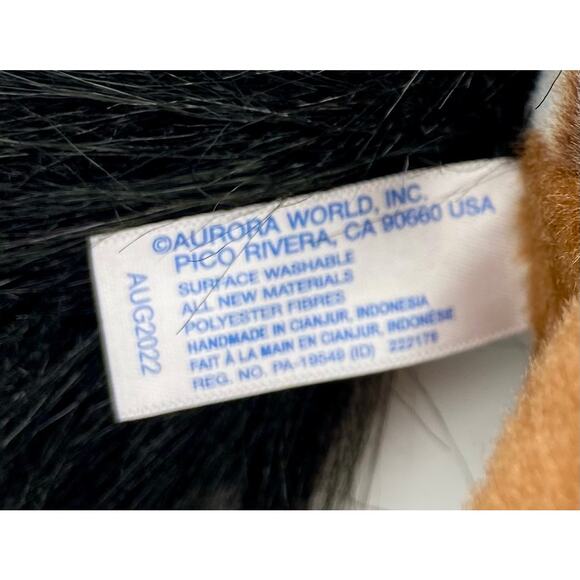 ©AURORA WORLD, INC.
PICO RIVERA, CA 90660 USA
SURFACE WASHABLE
ALL NEW MATERIALS
POLYESTER FIBRES
HANDMADE IN CIANJUR, INDONESIA
FAIT À LA MAIN EN CIANJUR, INDONÉSIE
REG. NO. PA-19549 (ID) 222178
AUG2022